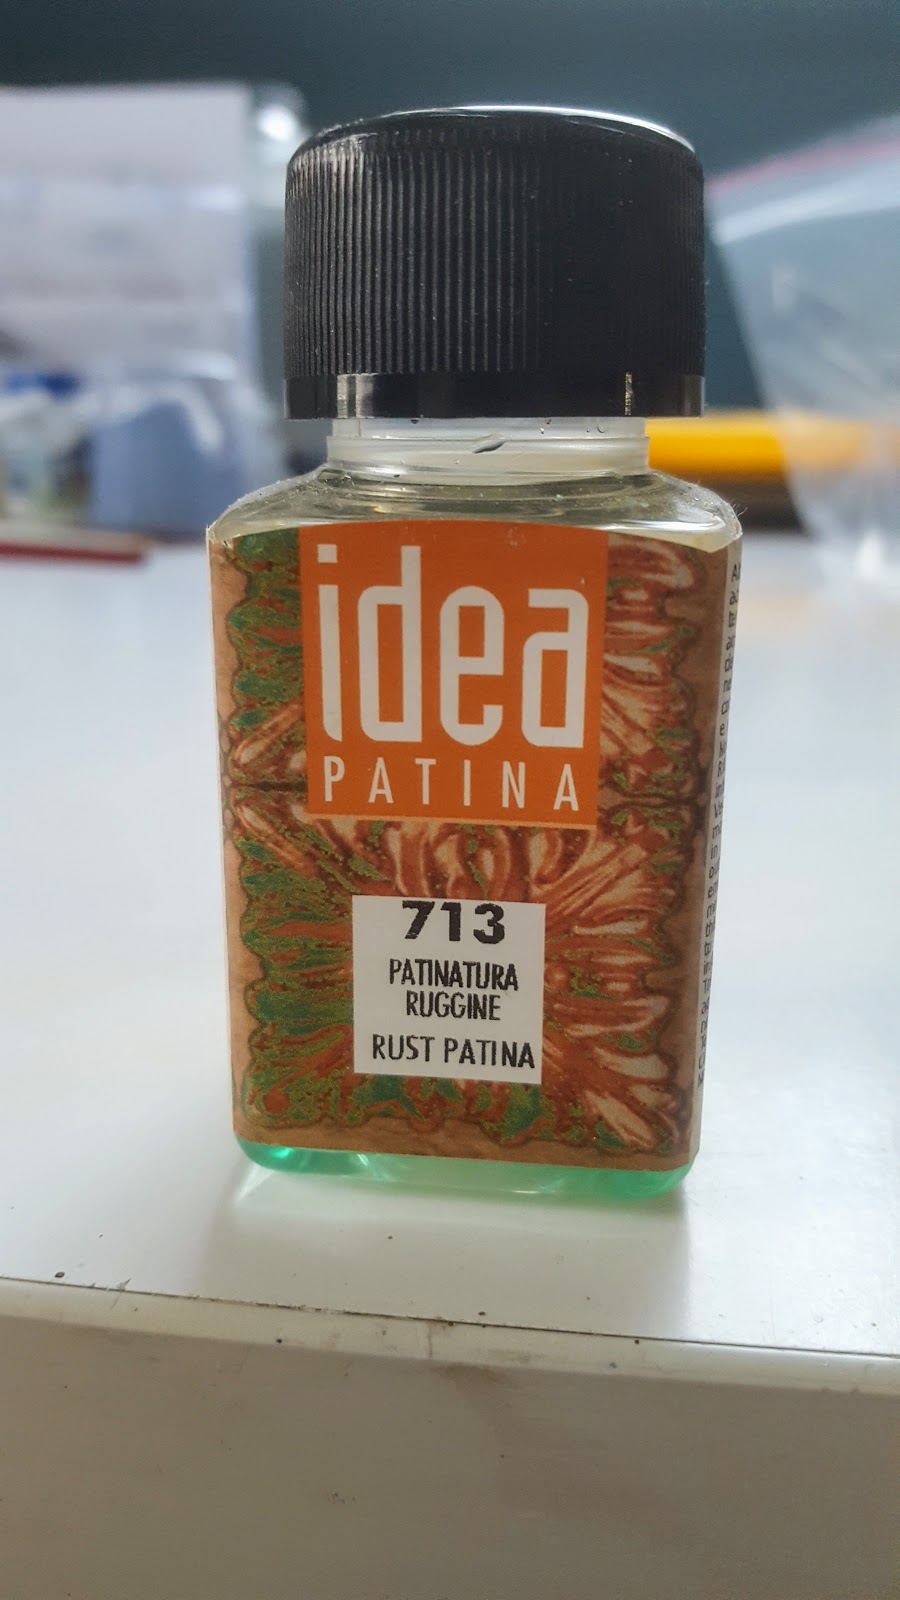 idea
PATINA
713
PATINATURA
RUGGINE
RUST PATINA